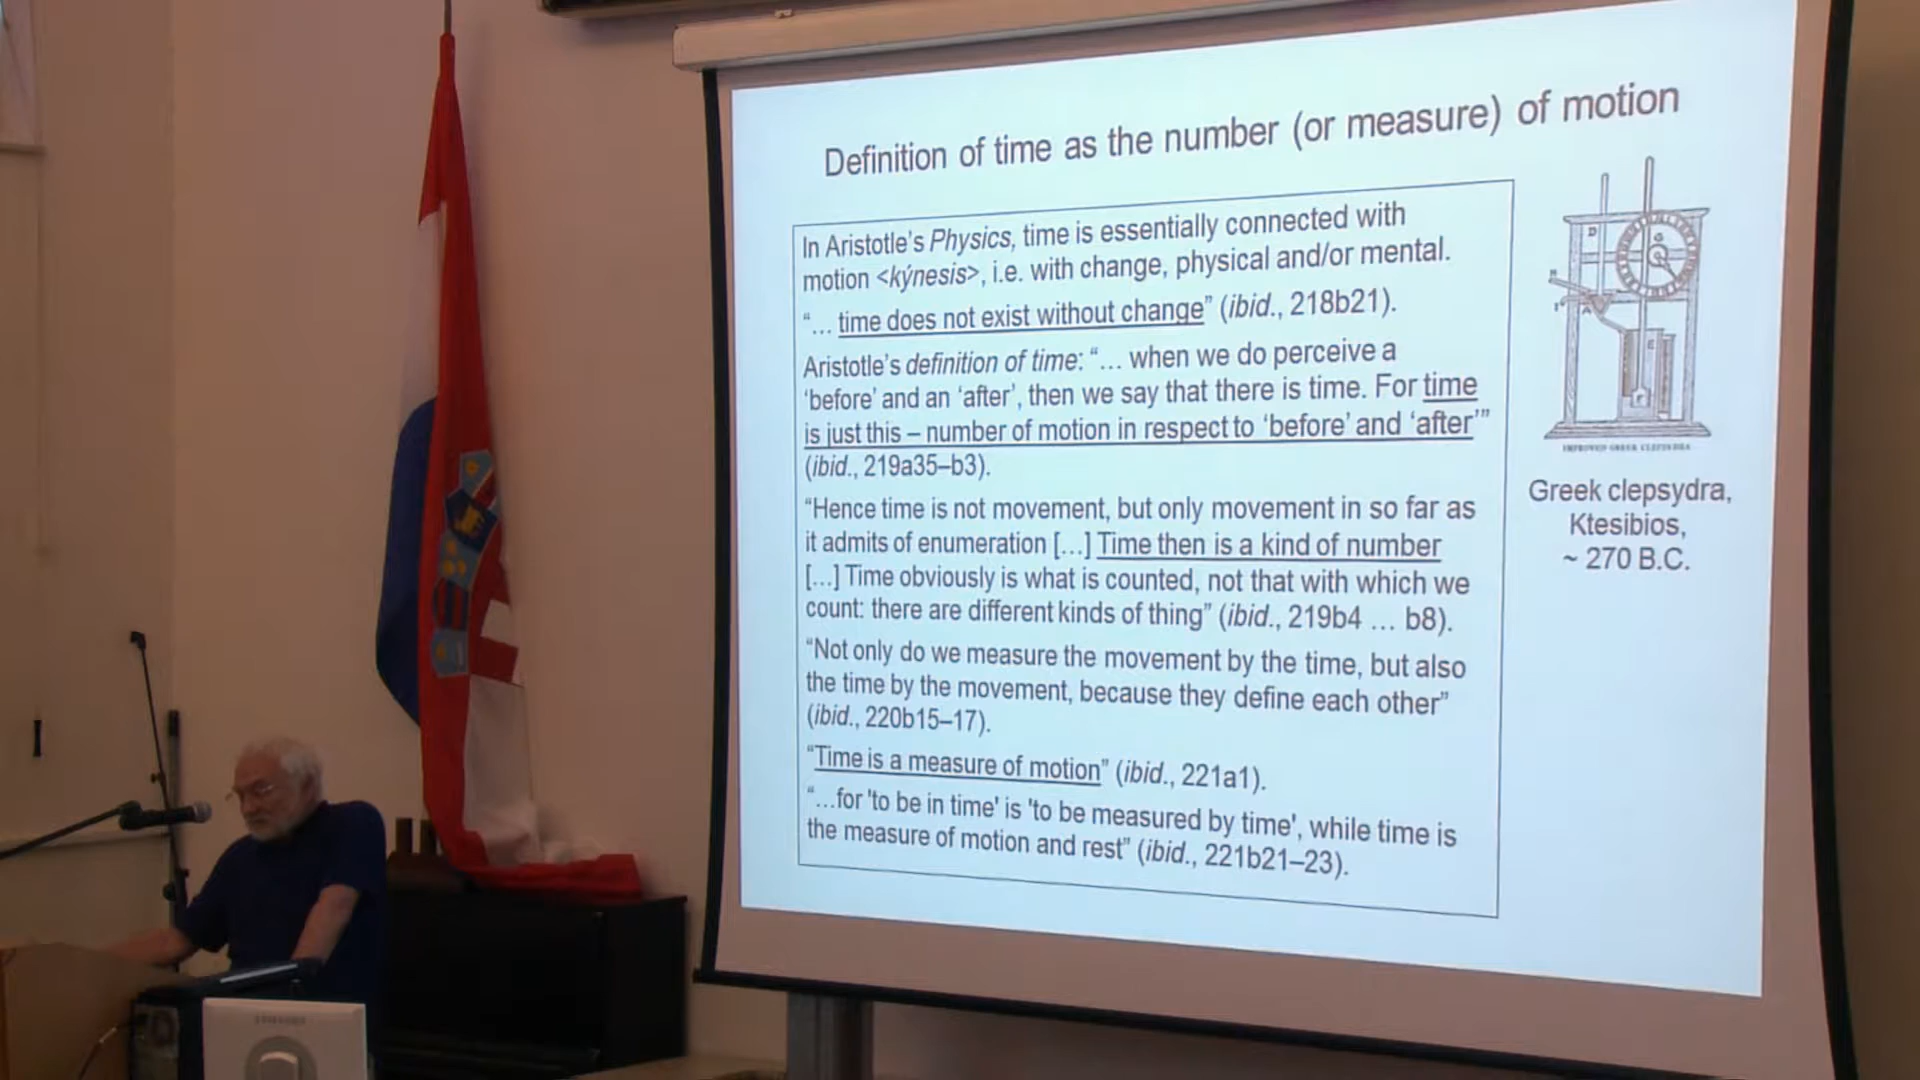 Definition of time as the number (or measure) of motion
In Aristotle’s Physics, time is essentially connected with
motion <kýnesis>, i.e. with change, physical and/or mental.
“… time does not exist without change” (ibid., 218b21).
Aristotle’s definition of time: “… when we do perceive a
‘before’ and an ‘after’, then we say that there is time. For time
is just this – number of motion in respect to ‘before’ and ‘after’”
(ibid., 219a35–b3).
“Hence time is not movement, but only movement in so far as
it admits of enumeration […] Time then is a kind of number
[…] Time obviously is what is counted, not that with which we
count: there are different kinds of thing” (ibid., 219b4 … b8).
“Not only do we measure the movement by the time, but also
the time by the movement, because they define each other”
(ibid., 220b15–17).
“Time is a measure of motion” (ibid., 221a1).
“…for 'to be in time' is 'to be measured by time', while time is
the measure of motion and rest” (ibid., 221b21–23).
IMPROVED GREEK CLEPSYDRA
Greek clepsydra,
Ktesibios,
~ 270 B.C.
SAMSUNG